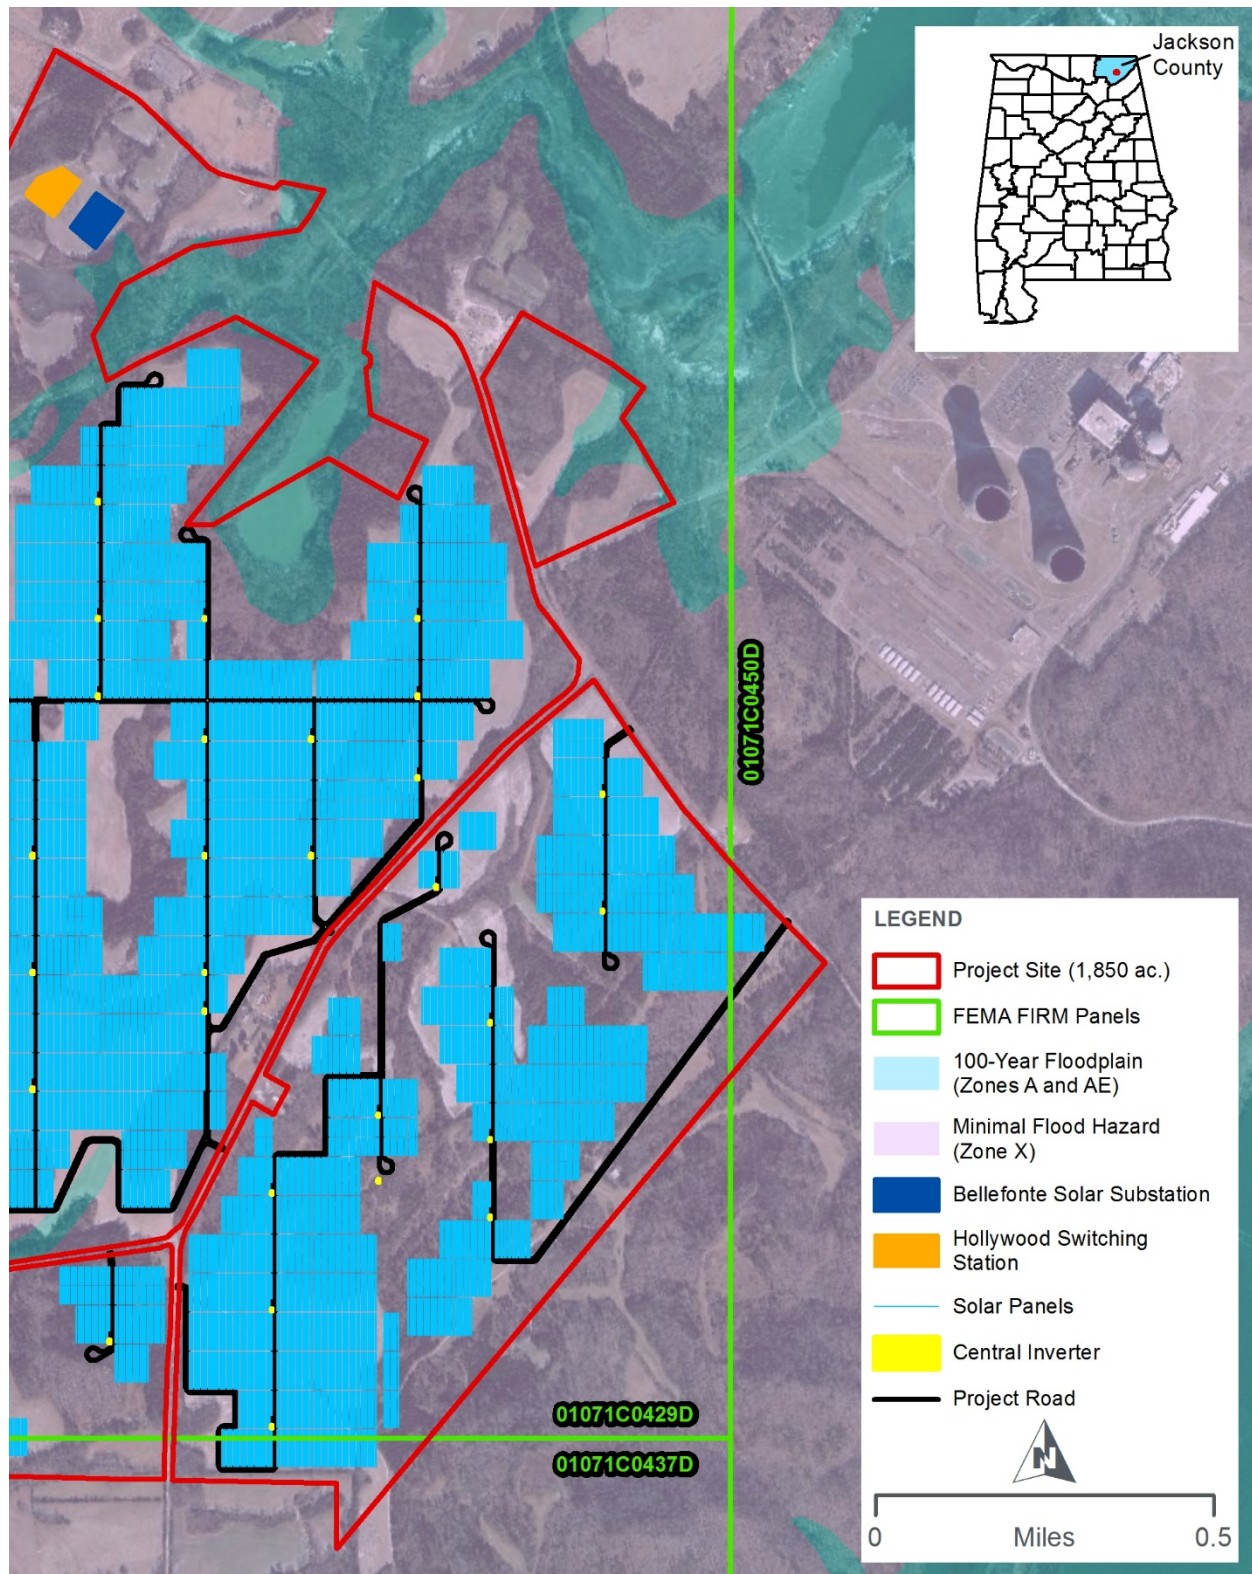 Jackson
County
01071C0450D
LEGEND
Project Site (1,850 ac.)
FEMA FIRM Panels
100-Year Floodplain
(Zones A and AE)
Minimal Flood Hazard
(Zone X)
Bellefonte Solar Substation
Hollywood Switching
Station
Solar Panels
Central Inverter
Project Road
01071C0429D
01071C0437D
N
0 0.5
Miles